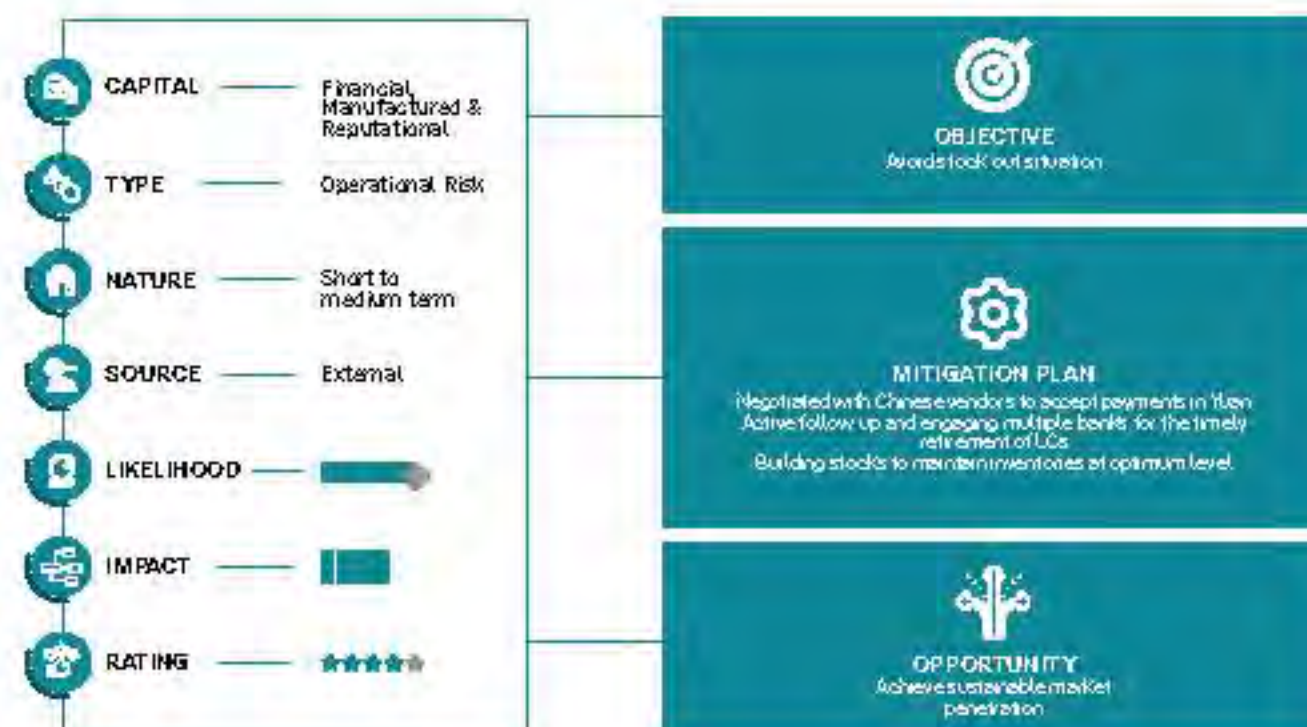 CAPITAL
Financial,
Manufactured &
Reputational
TYPE
Operational Risk
NATURE
Short to
medium term
SOURCE
External
LIKELIHOOD
IMPACT
RATING
OBJECTIVE
Avoid stock out situation
MITIGATION PLAN
Negotiated with Chinese vendors to accept payments in Yuan
Active follow up and engaging multiple banks for the timely
retirement of LCs
Building stocks to maintain inventories at optimum level
OPPORTUNITY
Achieve sustainable market
penetration